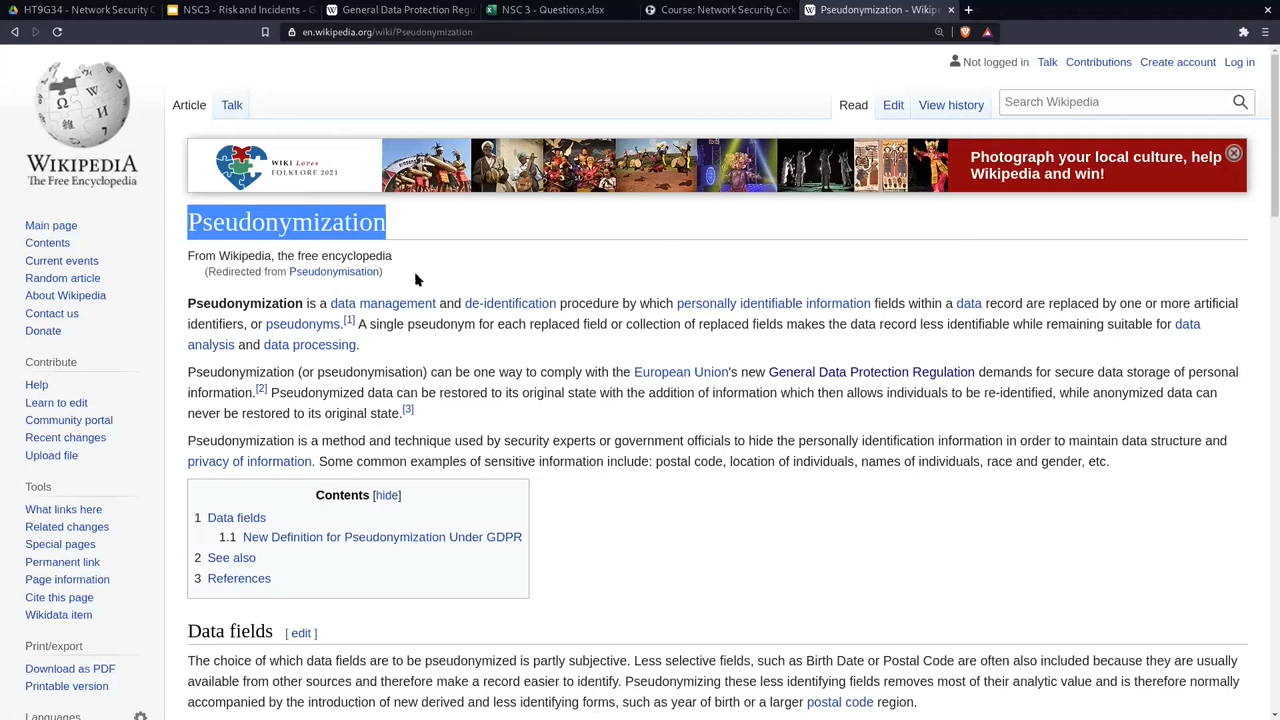 HT9G34 - Network Security C
NSC3 - Risk and Incidents - G
General Data Protection Regu
NSC 3 - Questions.xlsx
Course: Network Security Con
Pseudonymization - Wikipe
en.wikipedia.org/wiki/Pseudonymization
Not logged in Talk Contributions Create account Log in
Article Talk Read Edit View history Search Wikipedia
WIKIPEDIA
The Free Encyclopedia
WIKI Loves
FOLKLORE 2021
Photograph your local culture, help
Wikipedia and win!
Main page
Contents
Current events
Random article
About Wikipedia
Contact us
Donate
Contribute
Help
Learn to edit
Community portal
Recent changes
Upload file
Tools
What links here
Related changes
Special pages
Permanent link
Page information
Cite this page
Wikidata item
Print/export
Download as PDF
Printable version
Languages
Pseudonymization
From Wikipedia, the free encyclopedia
(Redirected from Pseudonymisation)
Pseudonymization is a data management and de-identification procedure by which personally identifiable information fields within a data record are replaced by one or more artificial
identifiers, or pseudonyms.[1] A single pseudonym for each replaced field or collection of replaced fields makes the data record less identifiable while remaining suitable for data
analysis and data processing.
Pseudonymization (or pseudonymisation) can be one way to comply with the European Union's new General Data Protection Regulation demands for secure data storage of personal
information.[2] Pseudonymized data can be restored to its original state with the addition of information which then allows individuals to be re-identified, while anonymized data can
never be restored to its original state.[3]
Pseudonymization is a method and technique used by security experts or government officials to hide the personally identification information in order to maintain data structure and
privacy of information. Some common examples of sensitive information include: postal code, location of individuals, names of individuals, race and gender, etc.
Contents [hide]
1 Data fields
1.1 New Definition for Pseudonymization Under GDPR
2 See also
3 References
Data fields [ edit ]
The choice of which data fields are to be pseudonymized is partly subjective. Less selective fields, such as Birth Date or Postal Code are often also included because they are usually
available from other sources and therefore make a record easier to identify. Pseudonymizing these less identifying fields removes most of their analytic value and is therefore normally
accompanied by the introduction of new derived and less identifying forms, such as year of birth or a larger postal code region.